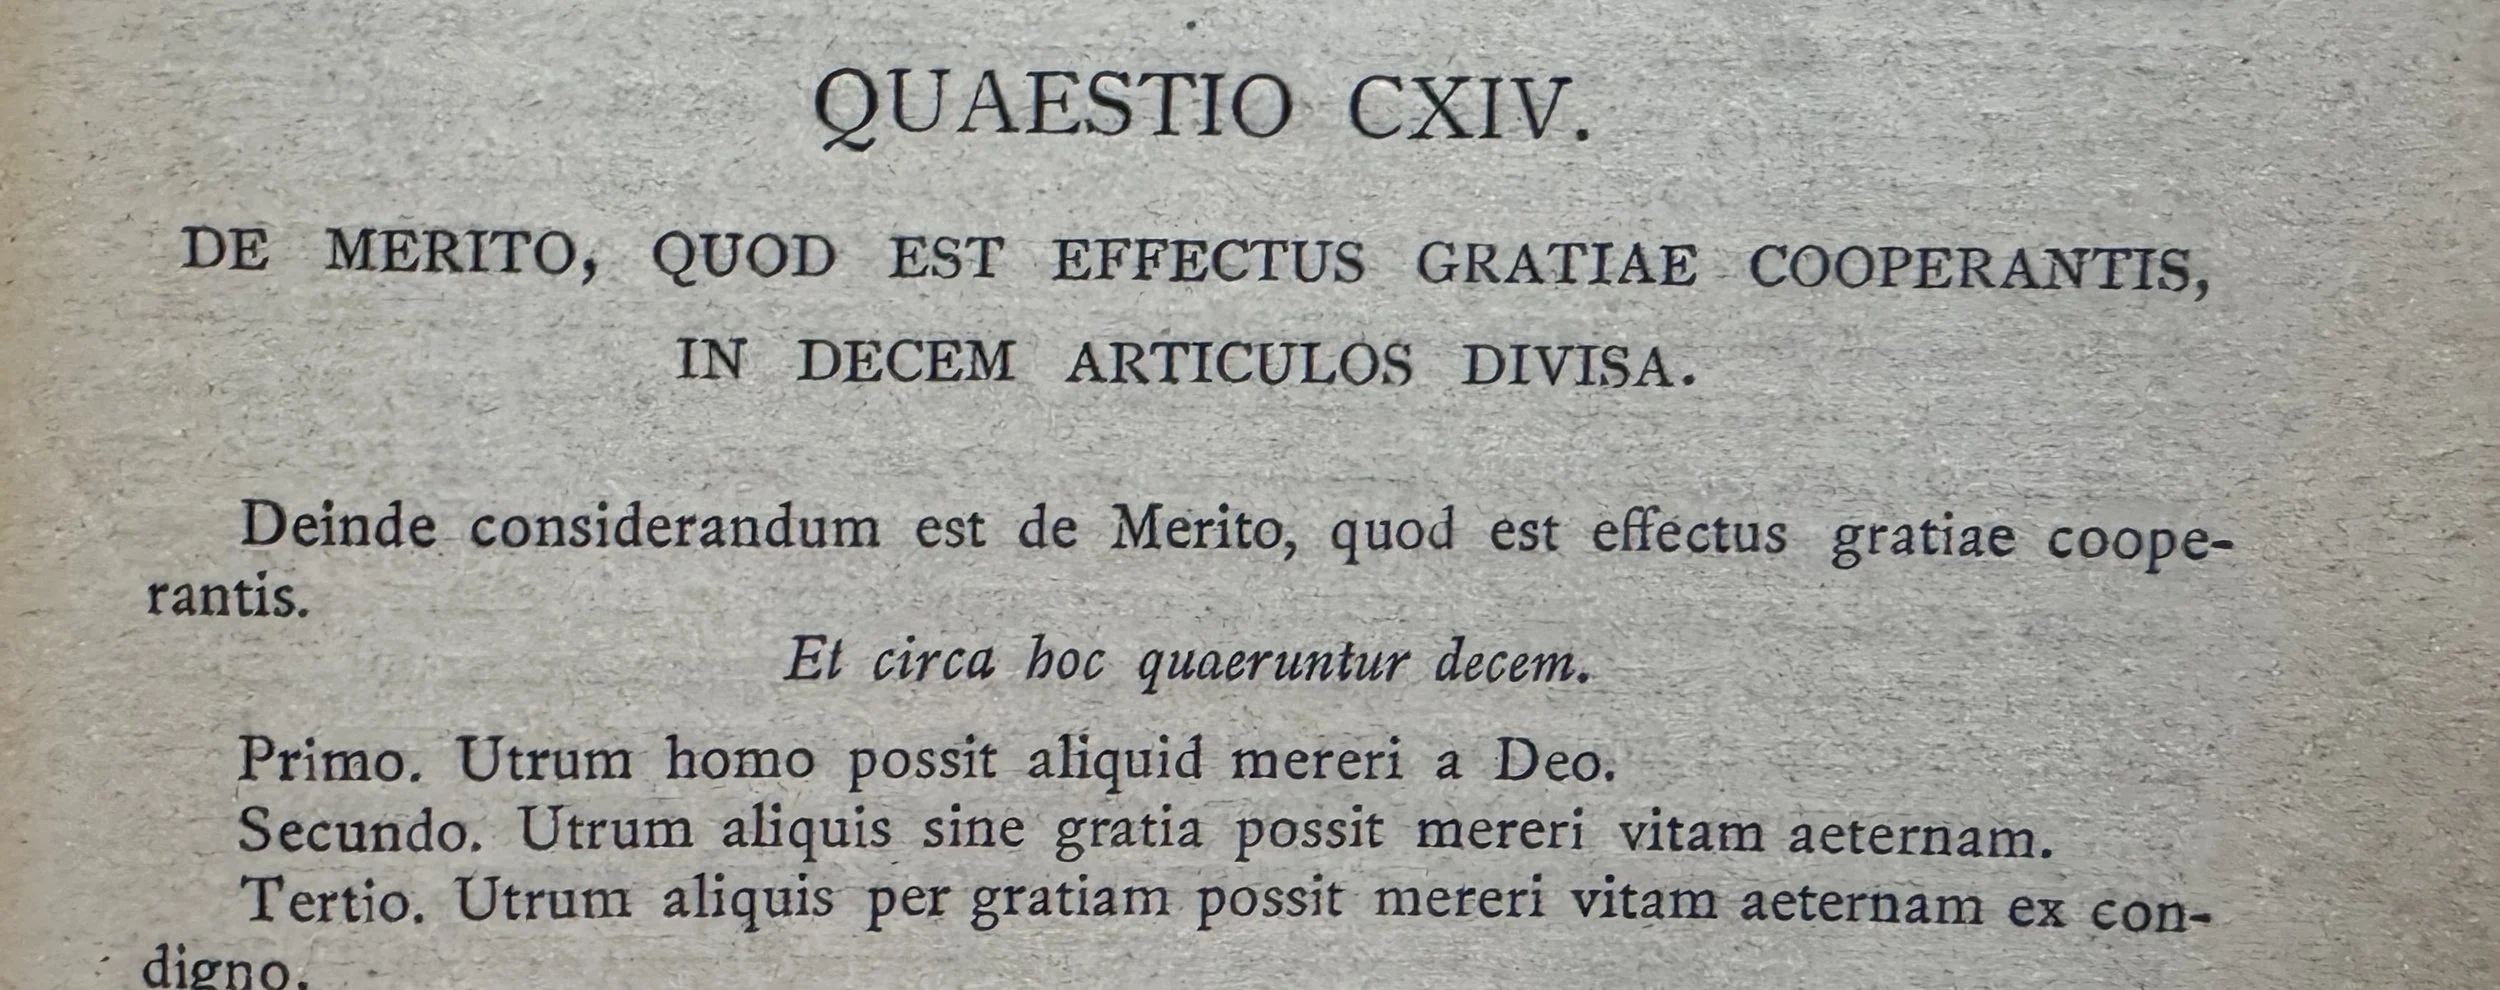 QUAESTIO CXIV.
DE MERITO, QUOD EST EFFECTUS GRATIAE COOPERANTIS,
IN DECEM ARTICULOS DIVISA.
Deinde considerandum est de Merito, quod est effectus gratiae coope-
rantis.
Et circa hoc quaeruntur decem.
Primo. Utrum homo possit aliquid mereri a Deo.
Secundo. Utrum aliquis sine gratia possit mereri vitam aeternam.
Tertio. Utrum aliquis per gratiam possit mereri vitam aeternam ex con-
digno.